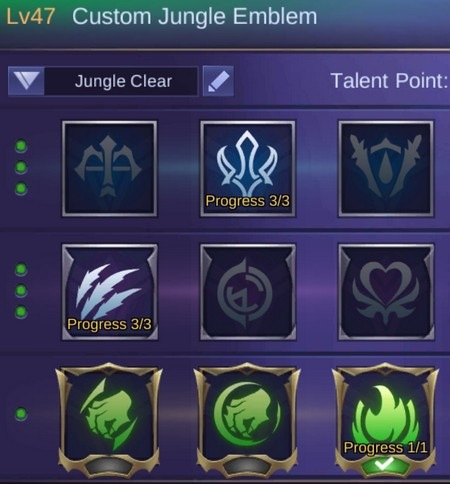 Lv47 Custom Jungle Emblem
Jungle Clear
Talent Point:
Progress 3/3
Progress 3/3
Progress 1/1